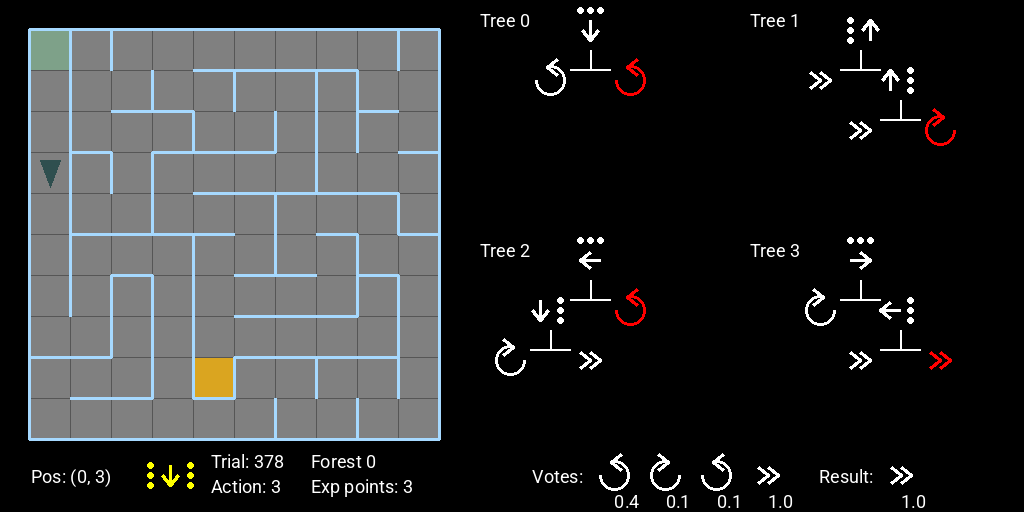 Tree 0
Tree 1
Tree 2
Tree 3
Pos: (0, 3)
Trial: 378
Forest 0
Action: 3
Exp points: 3
Votes:
0.4
0.1
0.1
1.0
Result:
1.0